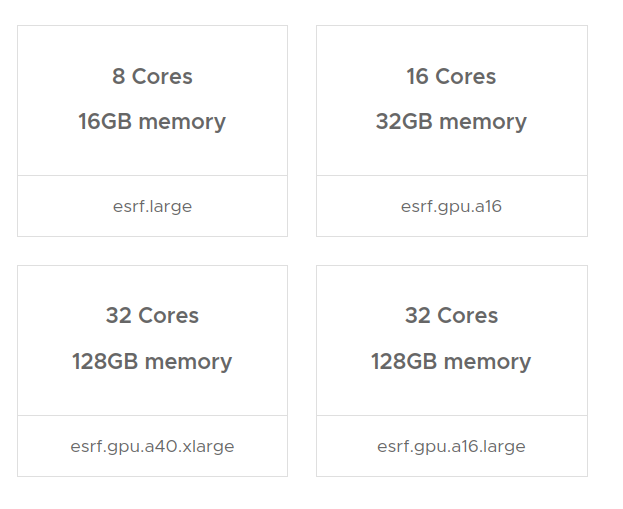 8 Cores
16GB memory
esrf.large
16 Cores
32GB memory
esrf.gpu.a16
32 Cores
128GB memory
esrf.gpu.a40.xlarge
32 Cores
128GB memory
esrf.gpu.a16.large